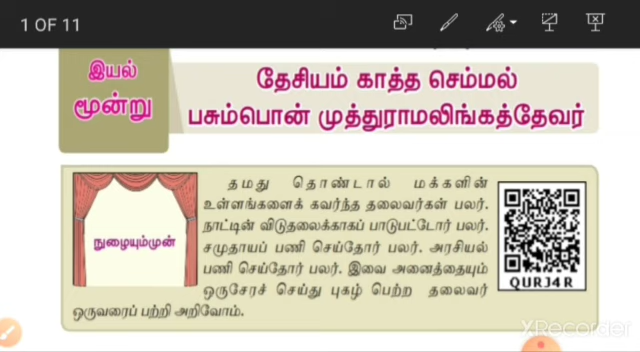 1 OF 11
இயல்
மூன்று
தேசியம் காத்த செம்மல்
பசும்பொன் முத்துராமலிங்கத்தேவர்
நுழையும்முன்
தமது தொண்டால் மக்களின்
உள்ளங்களைக் கவர்ந்த தலைவர்கள் பலர்.
நாட்டின் விடுதலைக்காகப் பாடுபட்டோர் பலர்.
சமுதாயப் பணி செய்தோர் பலர். அரசியல்
பணி செய்தோர் பலர். இவை அனைத்தையும்
ஒருசேரச் செய்து புகழ் பெற்ற தலைவர்
ஒருவரைப் பற்றி அறிவோம்.
QURJ4R
XRecorder